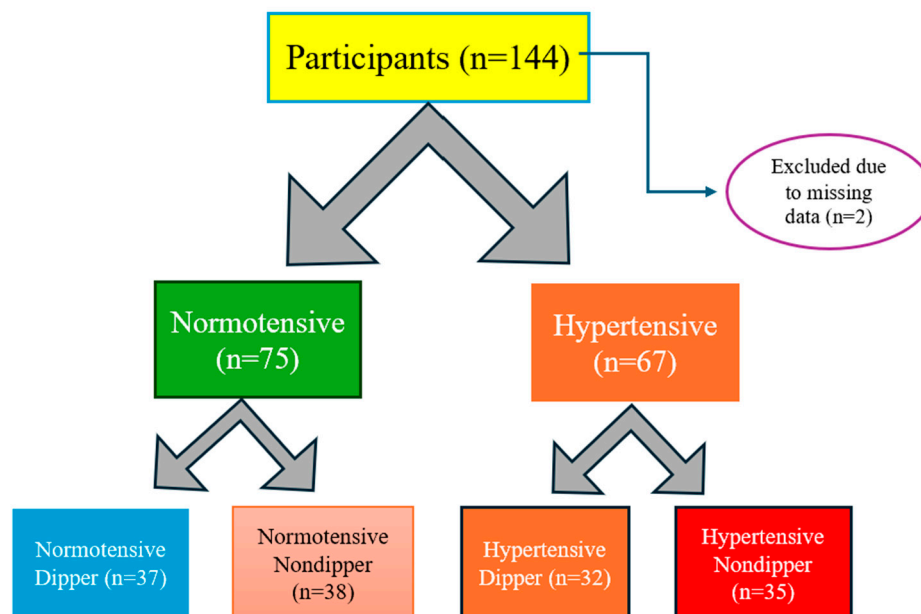 Participants (n=144)
Excluded due
to missing
data (n=2)
Normotensive
(n=75)
Hypertensive
(n=67)
Normotensive
Dipper (n=37)
Normotensive
Nondipper
(n=38)
Hypertensive
Dipper (n=32)
Hypertensive
Nondipper
(n=35)